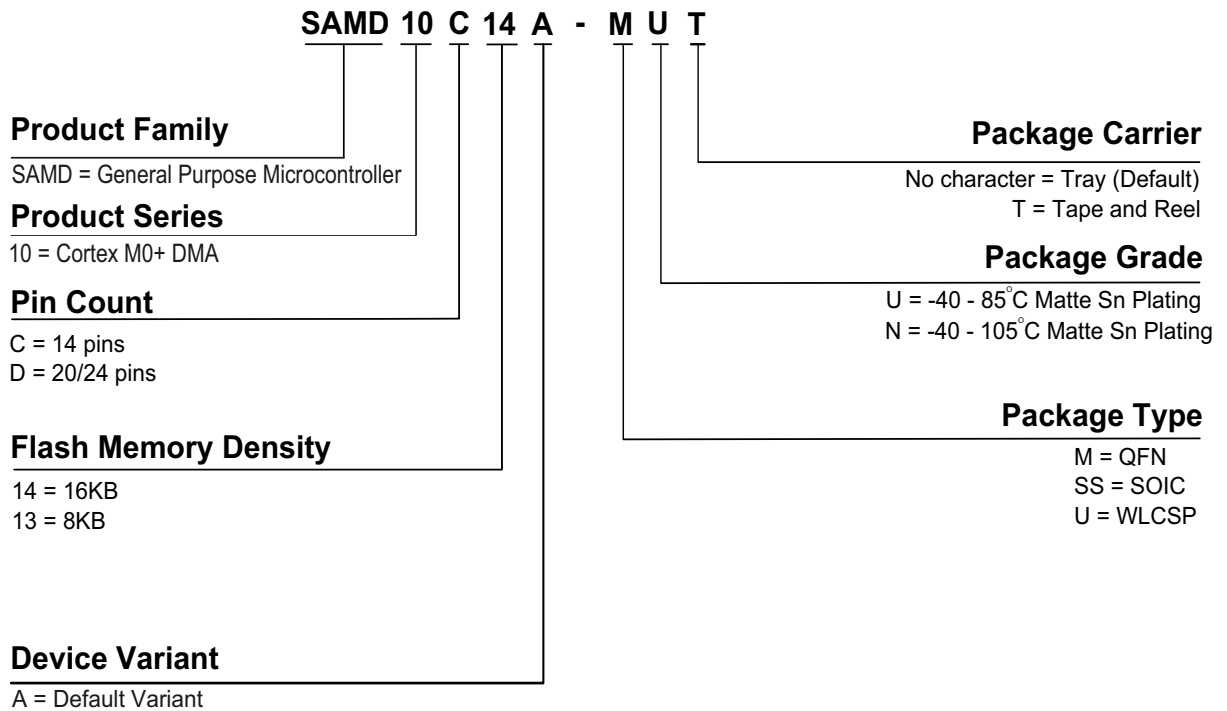 SAMD 10 C 14 A - M U T
Product Family
SAMD = General Purpose Microcontroller
Product Series
10 = Cortex M0+ DMA
Pin Count
C = 14 pins
D = 20/24 pins
Flash Memory Density
14 = 16KB
13 = 8KB
Device Variant
A = Default Variant
Package Carrier
No character = Tray (Default)
T = Tape and Reel
Package Grade
U = -40 - 85°C Matte Sn Plating
N = -40 - 105°C Matte Sn Plating
Package Type
M = QFN
SS = SOIC
U = WLCSP